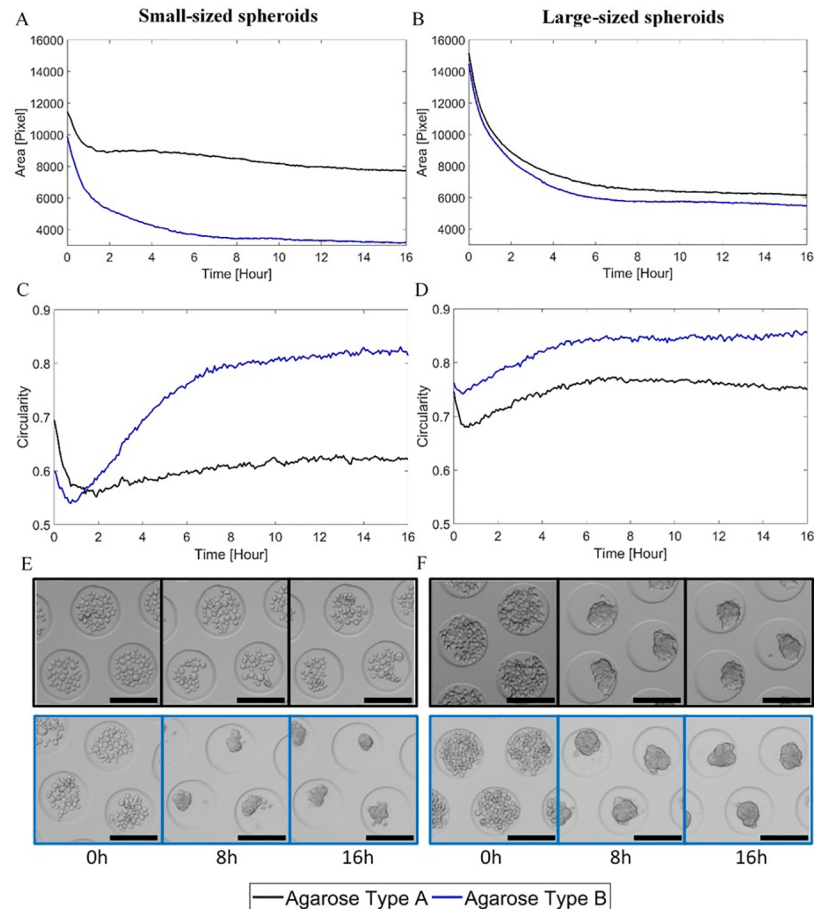 A
Small-sized spheroids
B
Large-sized spheroids
16000
14000
12000
10000
8000
6000
4000
Area [Pixel]
0 2 4 6 8 10 12 14 16
Time [Hour]
16000
14000
12000
10000
8000
6000
4000
Area [Pixel]
0 2 4 6 8 10 12 14 16
Time [Hour]
C
0.9
0.8
0.7
0.6
0.5
Circularity
0 2 4 6 8 10 12 14 16
Time [Hour]
D
0.9
0.8
0.7
0.6
0.5
Circularity
0 2 4 6 8 10 12 14 16
Time [Hour]
E
F
0h 8h 16h
0h 8h 16h
Agarose Type A Agarose Type B